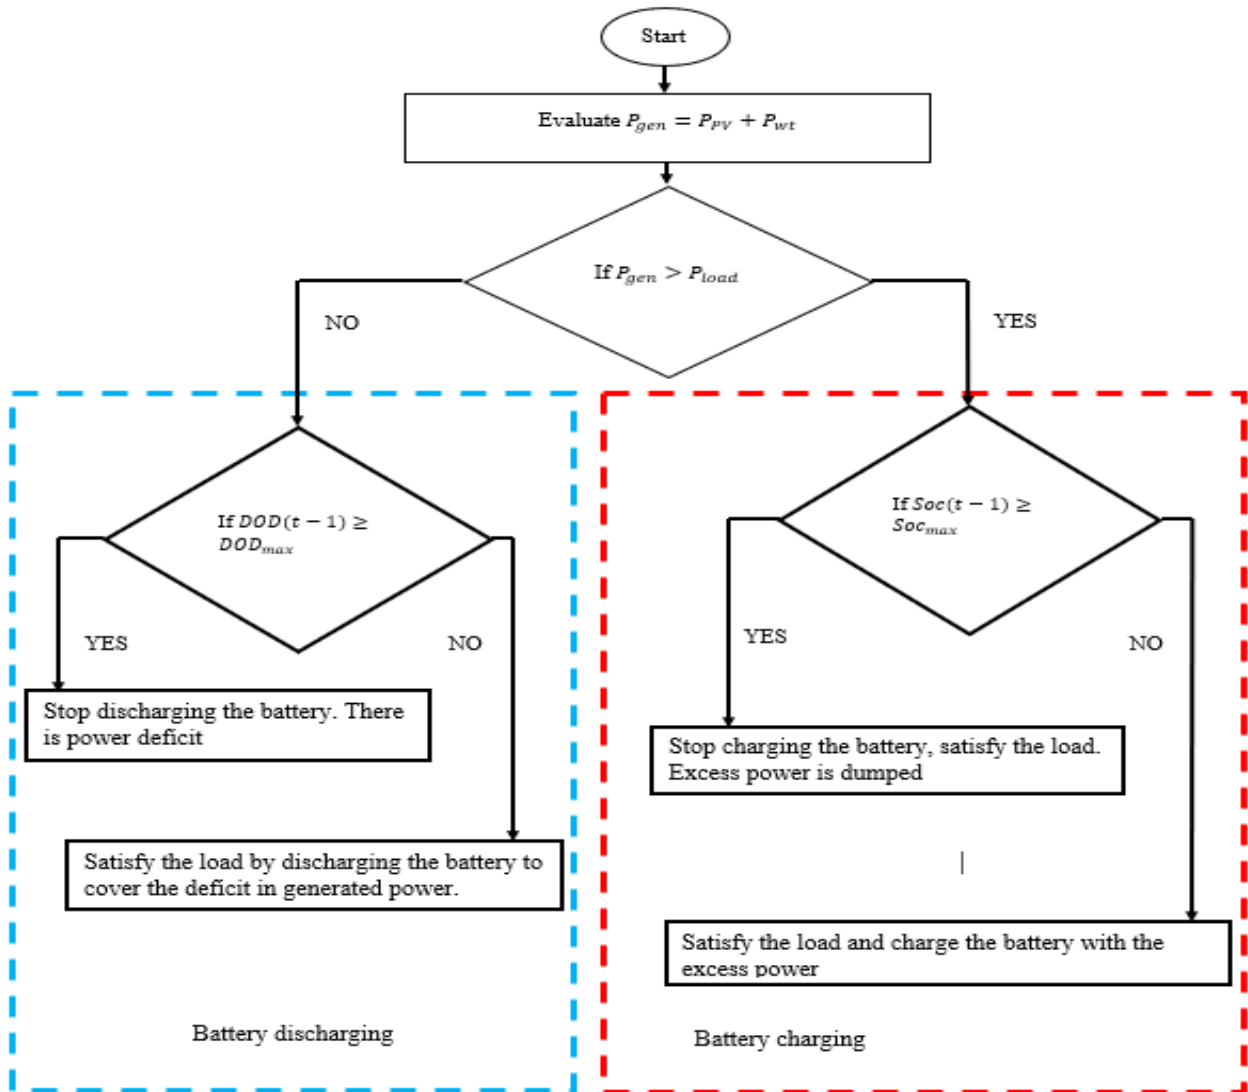 Start
Evaluate P_gen = P_PV + P_wt
If P_gen > P_load
NO
YES
If DOD(t − 1) ≥
DOD_max
If Soc(t − 1) ≥
Soc_max
YES
NO
YES
NO
Stop discharging the battery. There
is power deficit
Stop charging the battery, satisfy the load.
Excess power is dumped
Satisfy the load by discharging the battery to
cover the deficit in generated power.
Satisfy the load and charge the battery with the
excess power
Battery discharging
Battery charging